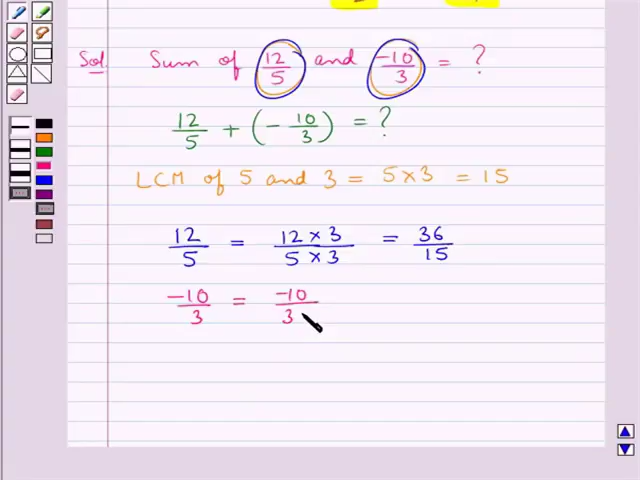 Sol. Sum of 12/5 and -10/3 = ?
12/5 + (-10/3) = ?
LCM of 5 and 3 = 5×3 = 15
12/5 = 12×3/5×3 = 36/15
-10/3 = -10/3